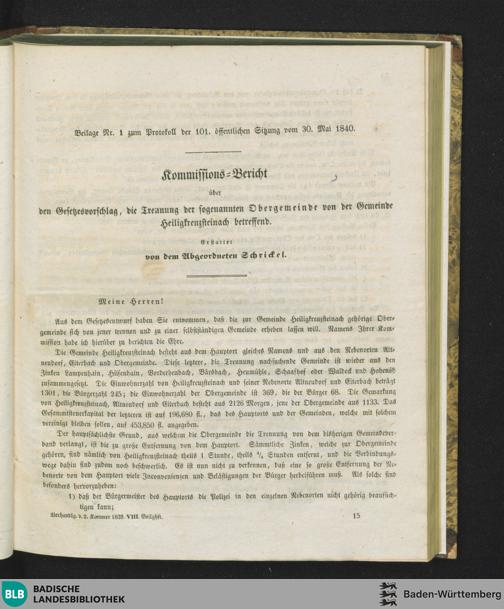 Beilage Nr. 1 zum Protokoll der 101. öffentlichen Sitzung vom 30. Mai 1840.
Kommissions-Bericht
über
den Gesetzesvorschlag, die Trennung der sogenannten Obergemeinde von der Gemeinde
Heiligkreuzsteinach betreffend.
Erstattet
von dem Abgeordneten Schrickel.
Meine Herren!
Aus dem Gesetzesentwurf haben Sie entnommen, daß die zur Gemeinde Heiligkreuzsteinach gehörige Ober-
gemeinde sich von jener trennen und zu einer selbstständigen Gemeinde erheben lassen will. Namens Ihrer Kom-
mission habe ich hierüber zu berichten die Ehre.
Die Gemeinde Heiligkreuzsteinach besteht aus dem Hauptort gleiches Namens und aus den Nebenorten Alt-
neudorf, Eiterbach und Obergemeinde. Diese letztere, die Trennung nachsuchende Gemeinde ist wieder aus den
Zinken Lampenhain, Hilsenhain, Vorderheubach, Bärsbach, Heumühle, Schaafhof oder Waldeck und Hohenöd
zusammengesetzt. Die Einwohnerzahl von Heiligkreuzsteinach und seiner Nebenorte Altneudorf und Eiterbach beträgt
1301, die Bürgerzahl 245; die Einwohnerzahl der Obergemeinde ist 369, die der Bürger 68. Die Gemarkung
von Heiligkreuzsteinach, Altneudorf und Eiterbach besteht aus 2126 Morgen, jene der Obergemeinde aus 1133. Das
Gesammtsteuerkapital der letzteren ist auf 196,680 fl., das des Hauptorts und der Gemeinden, welche mit solchem
vereinigt bleiben sollen, auf 453,850 fl. angegeben.
Der hauptsächlichste Grund, aus welchem die Obergemeinde die Trennung von dem bisherigen Gemeindever-
band verlangt, ist die zu große Entfernung von dem Hauptort. Sämmtliche Zinken, welche zur Obergemeinde
gehören, sind nämlich von Heiligkreuzsteinach theils 1 Stunde, theils Stunden entfernt, und die Verbindungs-
wege dahin sind zudem noch beschwerlich. Es ist nun nicht zu verkennen, daß eine so große Entfernung der Ne-
benorte von dem Hauptort viele Inconvenienzen und Belästigungen der Bürger herbeiführen muß. Als solche sind
besonders hervorzuheben:
1) daß der Bürgermeister des Hauptorts die Polizei in den einzelnen Nebenorten nicht gehörig beaufsich-
tigen kann;
Verhandlg. d. 2. Kammer 1839. VIII. Beilghft. 15
BLB BADISCHE
LANDESBIBLIOTHEK
Baden-Württemberg